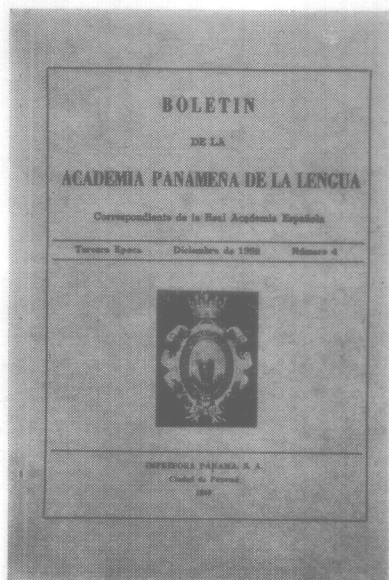 BOLETIN
DE LA
ACADEMIA PANAMEÑA DE LA LENGUA
Correspondiente de la Real Academia Española
Tercera Epoca Diciembre de Número 4
IMPRESORA PANAMA, S. A.
Ciudad de Panamá